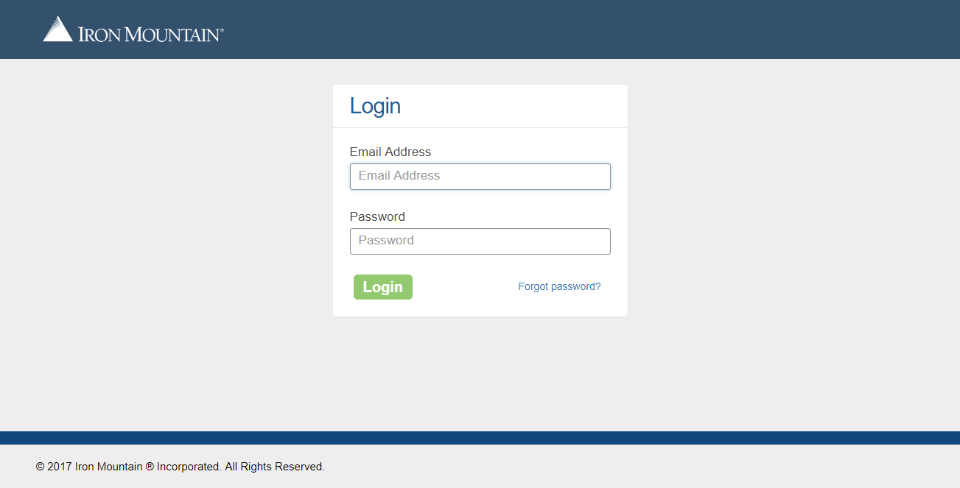 IRON MOUNTAIN®
Login
Email Address
Email Address
Password
Password
Login
Forgot password?
© 2017 Iron Mountain ® Incorporated. All Rights Reserved.